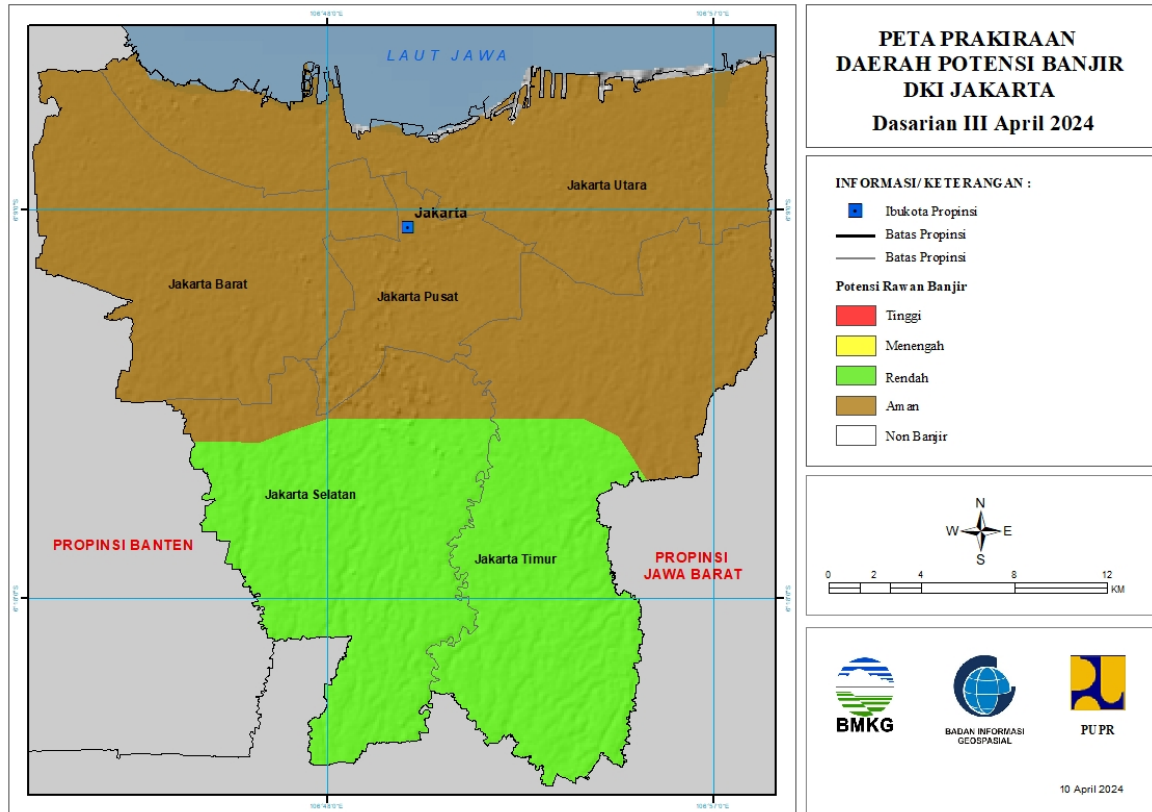 PETA PRAKIRAAN
DAERAH POTENSI BANJIR
DKI JAKARTA
Dasarian III April 2024
LAUT JAWA
Jakarta Utara
Jakarta
Jakarta Barat
Jakarta Pusat
Jakarta Selatan
Jakarta Timur
PROPINSI BANTEN
PROPINSI
JAWA BARAT
INFORMASI/KETERANGAN :
Ibukota Propinsi
Batas Propinsi
Batas Propinsi
Potensi Rawan Banjir
Tinggi
Menengah
Rendah
Aman
Non Banjir
N
W E
S
0 2 4 8 12
KM
BMKG
BADAN INFORMASI
GEOSPASIAL
PUPR
10 April 2024